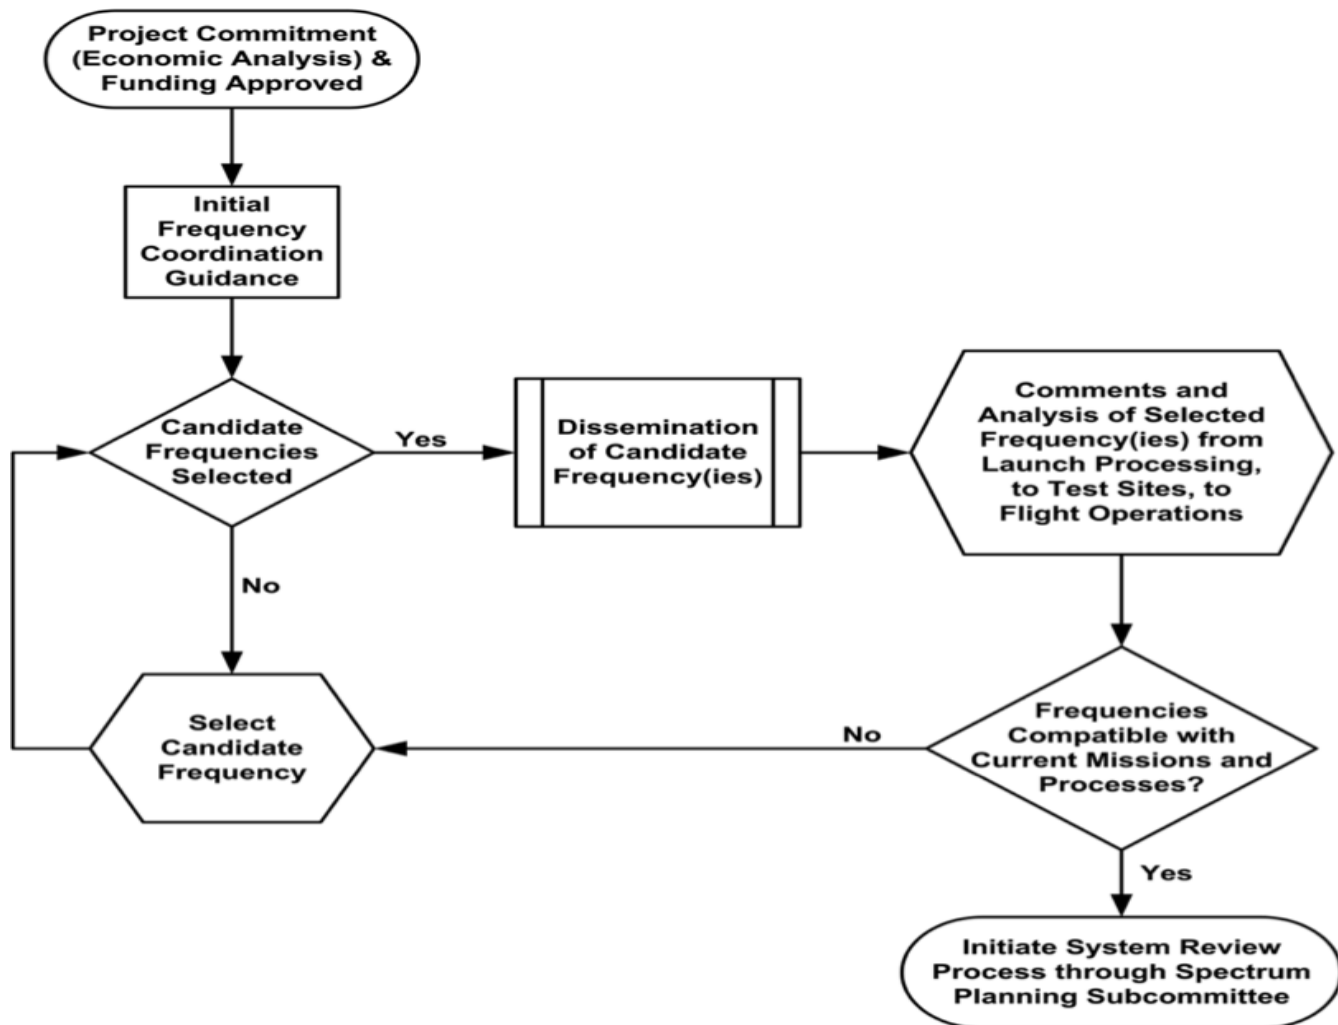 Project Commitment
(Economic Analysis) &
Funding Approved
Initial
Frequency
Coordination
Guidance
Candidate
Frequencies
Selected
Yes
Dissemination
of Candidate
Frequency(ies)
Comments and
Analysis of Selected
Frequency(ies) from
Launch Processing,
to Test Sites, to
Flight Operations
No
Select
Candidate
Frequency
No
Frequencies
Compatible with
Current Missions and
Processes?
Yes
Initiate System Review
Process through Spectrum
Planning Subcommittee